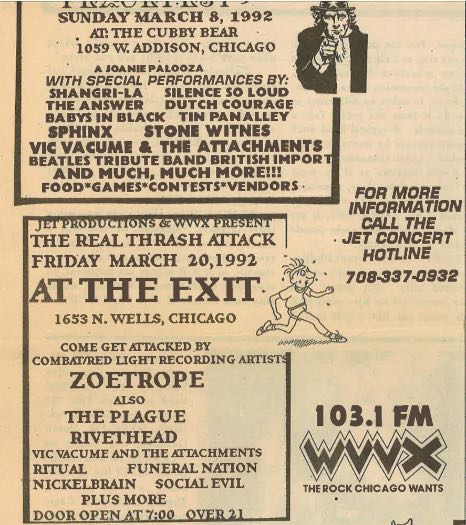 SUNDAY MARCH 8, 1992
AT: THE CUBBY BEAR
1059 W. ADDISON, CHICAGO
A JOANIE PALOOZA
WITH SPECIAL PERFORMANCES BY:
SHANGRI-LA SILENCE SO LOUD
THE ANSWER DUTCH COURAGE
BABYS IN BLACK TIN PANALLEY
SPHINX STONE WITNES
VIC VACUME & THE ATTACHMENTS
BEATLES TRIBUTE BAND BRITISH IMPORT
AND MUCH, MUCH MORE!!!
FOOD*GAMES*CONTESTS*VENDORS
FOR MORE
INFORMATION
CALL THE
JET CONCERT
HOTLINE
708-337-0932
JET PRODUCTIONS & WVVX PRESENT
THE REAL THRASH ATTACK
FRIDAY MARCH 20,1992
AT THE EXIT
1653 N. WELLS, CHICAGO
COME GET ATTACKED BY
COMBAT/RED LIGHT RECORDING ARTISTS
ZOETROPE
ALSO
THE PLAGUE
RIVETHEAD
VIC VACUME AND THE ATTACHMENTS
RITUAL FUNERAL NATION
NICKELBRAIN SOCIAL EVIL
PLUS MORE
DOOR OPEN AT 7:00 OVER 21
103.1 FM
WVVX
THE ROCK CHICAGO WANTS